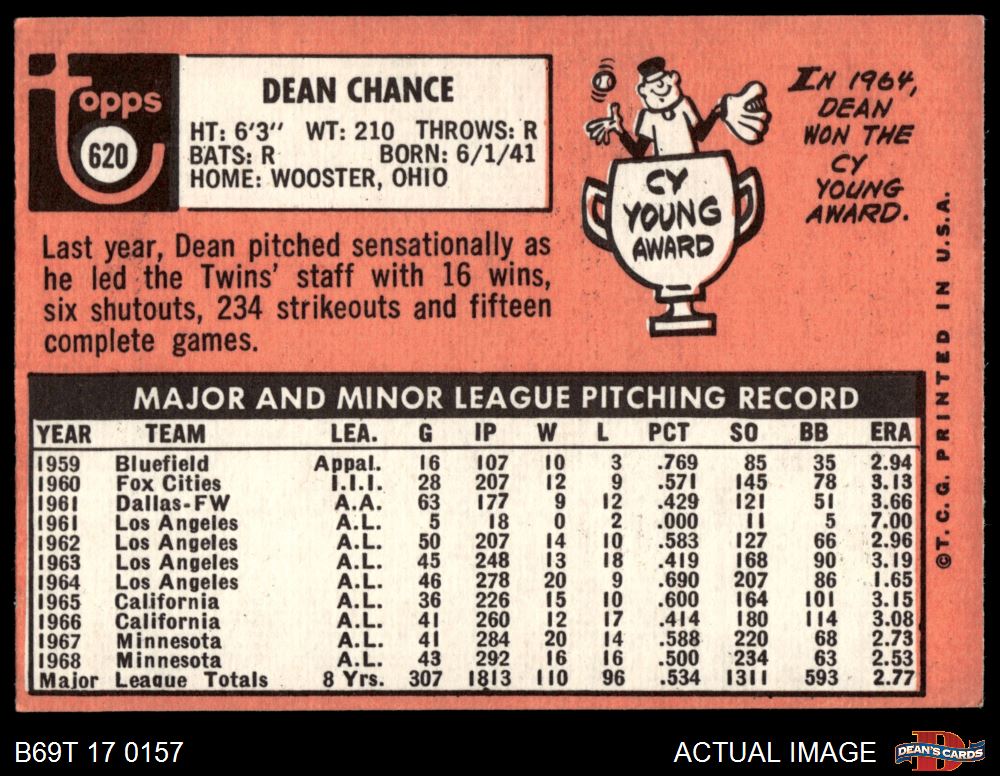 Topps
620
DEAN CHANCE
HT: 6'3" WT: 210 THROWS: R
BATS: R BORN: 6/1/41
HOME: WOOSTER, OHIO
Last year, Dean pitched sensationally as
he led the Twins' staff with 16 wins,
six shutouts, 234 strikeouts and fifteen
complete games.
CY
YOUNG
AWARD
IN 1964,
DEAN
WON THE
CY
YOUNG
AWARD.
©T.C.G. PRINTED IN U.S.A.
MAJOR AND MINOR LEAGUE PITCHING RECORD
YEAR TEAM LEA. G IP W L PCT SO BB ERA
1959 Bluefield Appal. 16 107 10 3 .769 85 35 2.94
1960 Fox Cities I.I.I. 28 207 12 9 .571 145 78 3.13
1961 Dallas-FW A.A. 63 177 9 12 .429 121 51 3.66
1961 Los Angeles A.L. 5 18 0 2 .000 11 5 7.00
1962 Los Angeles A.L. 50 207 14 10 .583 127 66 2.96
1963 Los Angeles A.L. 45 248 13 18 .419 168 90 3.19
1964 Los Angeles A.L. 46 278 20 9 .690 207 86 1.65
1965 California A.L. 36 226 15 10 .600 164 101 3.15
1966 California A.L. 41 260 12 17 .414 180 114 3.08
1967 Minnesota A.L. 41 284 20 14 .588 220 68 2.73
1968 Minnesota A.L. 43 292 16 16 .500 234 63 2.53
Major League Totals 8 Yrs. 307 1813 110 96 .534 1311 593 2.77
B69T 17 0157
ACTUAL IMAGE
D
DEAN'S CARDS